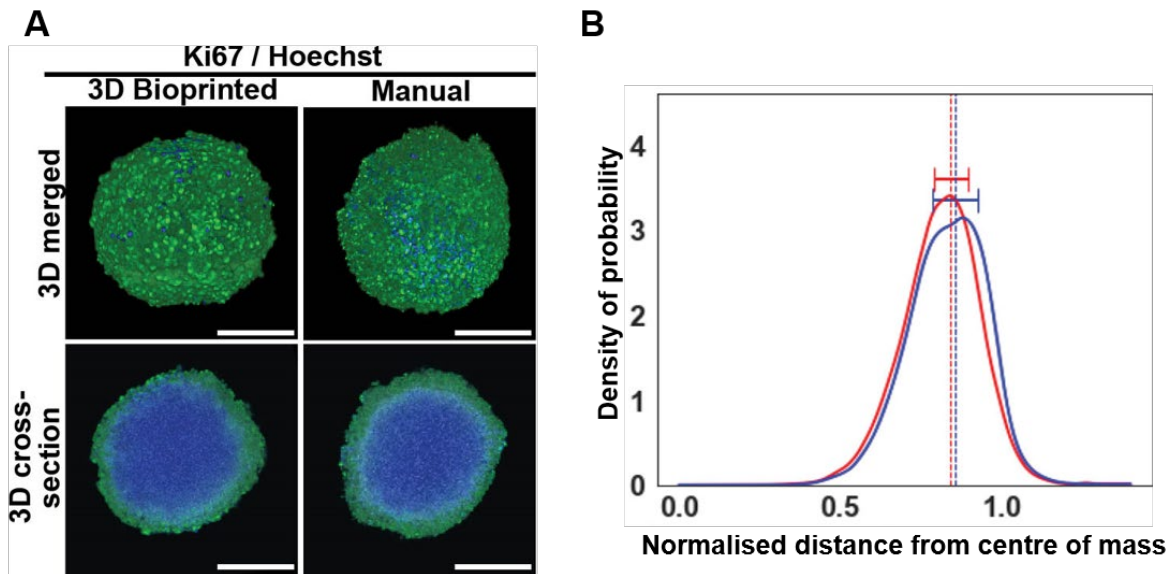 A
Ki67 / Hoechst
3D Bioprinted
Manual
3D merged
3D cross-
section
B
Density of probability
4
3
2
1
0
0.0
0.5
1.0
Normalised distance from centre of mass